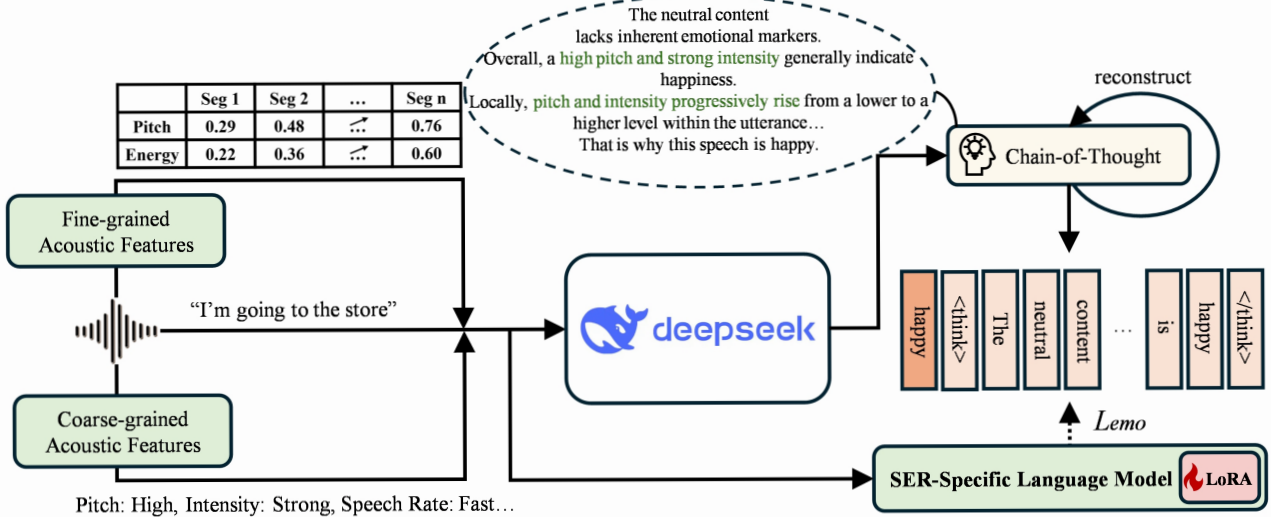 The neutral content
lacks inherent emotional markers.
Overall, a high pitch and strong intensity generally indicate
happiness.
Locally, pitch and intensity progressively rise from a lower to a
higher level within the utterance…
That is why this speech is happy.
reconstruct
Chain-of-Thought
Seg 1 Seg 2 … Seg n
Pitch 0.29 0.48 … 0.76
Energy 0.22 0.36 … 0.60
Fine-grained
Acoustic Features
"I'm going to the store"
deepseek
happy <think> The neutral content … is happy </think>
Coarse-grained
Acoustic Features
Lemo
SER-Specific Language Model LoRA
Pitch: High, Intensity: Strong, Speech Rate: Fast…